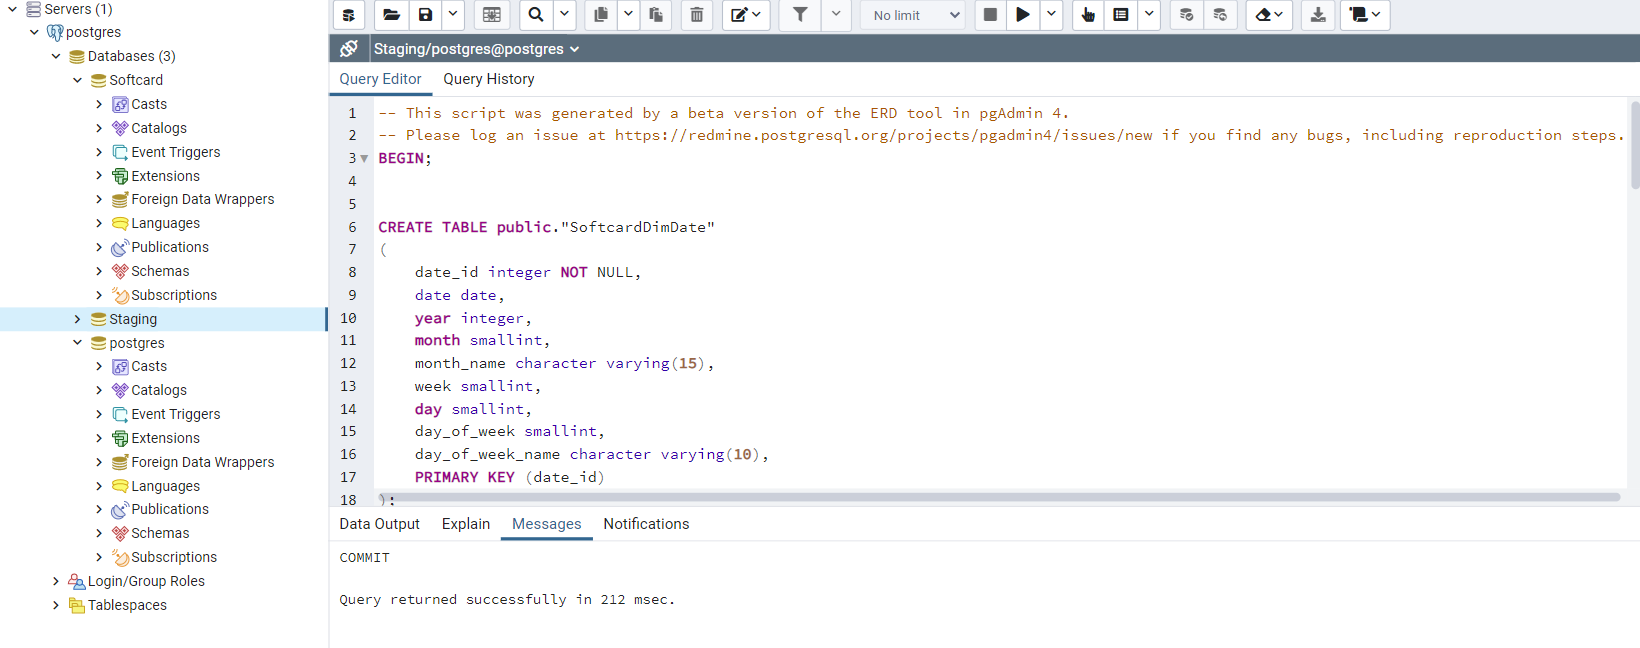 Servers (1)
postgres
Databases (3)
Softcard
Casts
Catalogs
Event Triggers
Extensions
Foreign Data Wrappers
Languages
Publications
Schemas
Subscriptions
Staging
postgres
Casts
Catalogs
Event Triggers
Extensions
Foreign Data Wrappers
Languages
Publications
Schemas
Subscriptions
Login/Group Roles
Tablespaces
No limit
Staging/postgres@postgres
Query Editor Query History
1 -- This script was generated by a beta version of the ERD tool in pgAdmin 4.
2 -- Please log an issue at https://redmine.postgresql.org/projects/pgadmin4/issues/new if you find any bugs, including reproduction steps.
3 BEGIN;
4
5
6 CREATE TABLE public."SoftcardDimDate"
7 (
8 date_id integer NOT NULL,
9 date date,
10 year integer,
11 month smallint,
12 month_name character varying(15),
13 week smallint,
14 day smallint,
15 day_of_week smallint,
16 day_of_week_name character varying(10),
17 PRIMARY KEY (date_id)
18 );
Data Output Explain Messages Notifications
COMMIT
Query returned successfully in 212 msec.